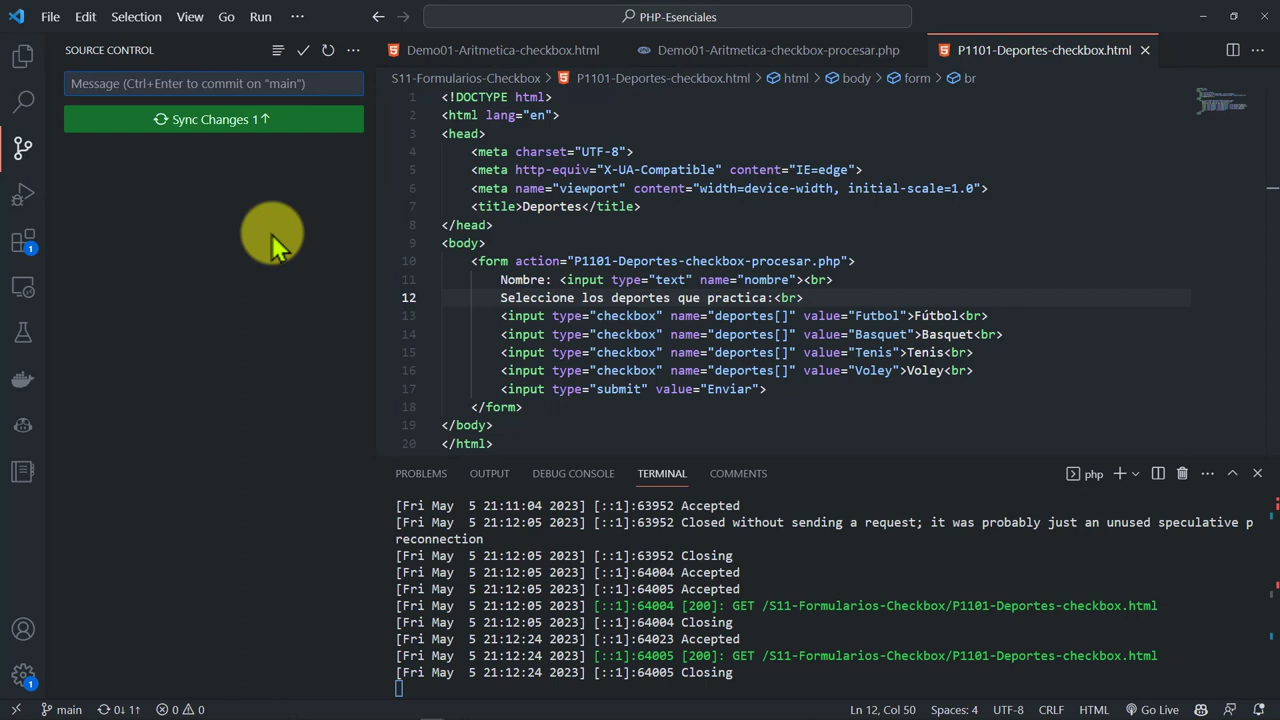 File Edit Selection View Go Run ··· PHP-Esenciales
SOURCE CONTROL
Message (Ctrl+Enter to commit on "main")
Sync Changes 1↑
Demo01-Aritmetica-checkbox.html Demo01-Aritmetica-checkbox-procesar.php P1101-Deportes-checkbox.html
S11-Formularios-Checkbox > P1101-Deportes-checkbox.html > html > body > form > br
1 <!DOCTYPE html>
2 <html lang="en">
3 <head>
4 <meta charset="UTF-8">
5 <meta http-equiv="X-UA-Compatible" content="IE=edge">
6 <meta name="viewport" content="width=device-width, initial-scale=1.0">
7 <title>Deportes</title>
8 </head>
9 <body>
10 <form action="P1101-Deportes-checkbox-procesar.php">
11 Nombre: <input type="text" name="nombre"><br>
12 Seleccione los deportes que practica:<br>
13 <input type="checkbox" name="deportes[]" value="Futbol">Fútbol<br>
14 <input type="checkbox" name="deportes[]" value="Basquet">Basquet<br>
15 <input type="checkbox" name="deportes[]" value="Tenis">Tenis<br>
16 <input type="checkbox" name="deportes[]" value="Voley">Voley<br>
17 <input type="submit" value="Enviar">
18 </form>
19 </body>
20 </html>
PROBLEMS OUTPUT DEBUG CONSOLE TERMINAL COMMENTS php
[Fri May  5 21:11:04 2023] [::1]:63952 Accepted
[Fri May  5 21:12:05 2023] [::1]:63952 Closed without sending a request; it was probably just an unused speculative p
reconnection
[Fri May  5 21:12:05 2023] [::1]:63952 Closing
[Fri May  5 21:12:05 2023] [::1]:64004 Accepted
[Fri May  5 21:12:05 2023] [::1]:64005 Accepted
[Fri May  5 21:12:05 2023] [::1]:64004 [200]: GET /S11-Formularios-Checkbox/P1101-Deportes-checkbox.html
[Fri May  5 21:12:05 2023] [::1]:64004 Closing
[Fri May  5 21:12:24 2023] [::1]:64023 Accepted
[Fri May  5 21:12:24 2023] [::1]:64005 [200]: GET /S11-Formularios-Checkbox/P1101-Deportes-checkbox.html
[Fri May  5 21:12:24 2023] [::1]:64005 Closing
1
1
main 0↓ 1↑ 0 0 Ln 12, Col 50 Spaces: 4 UTF-8 CRLF HTML Go Live